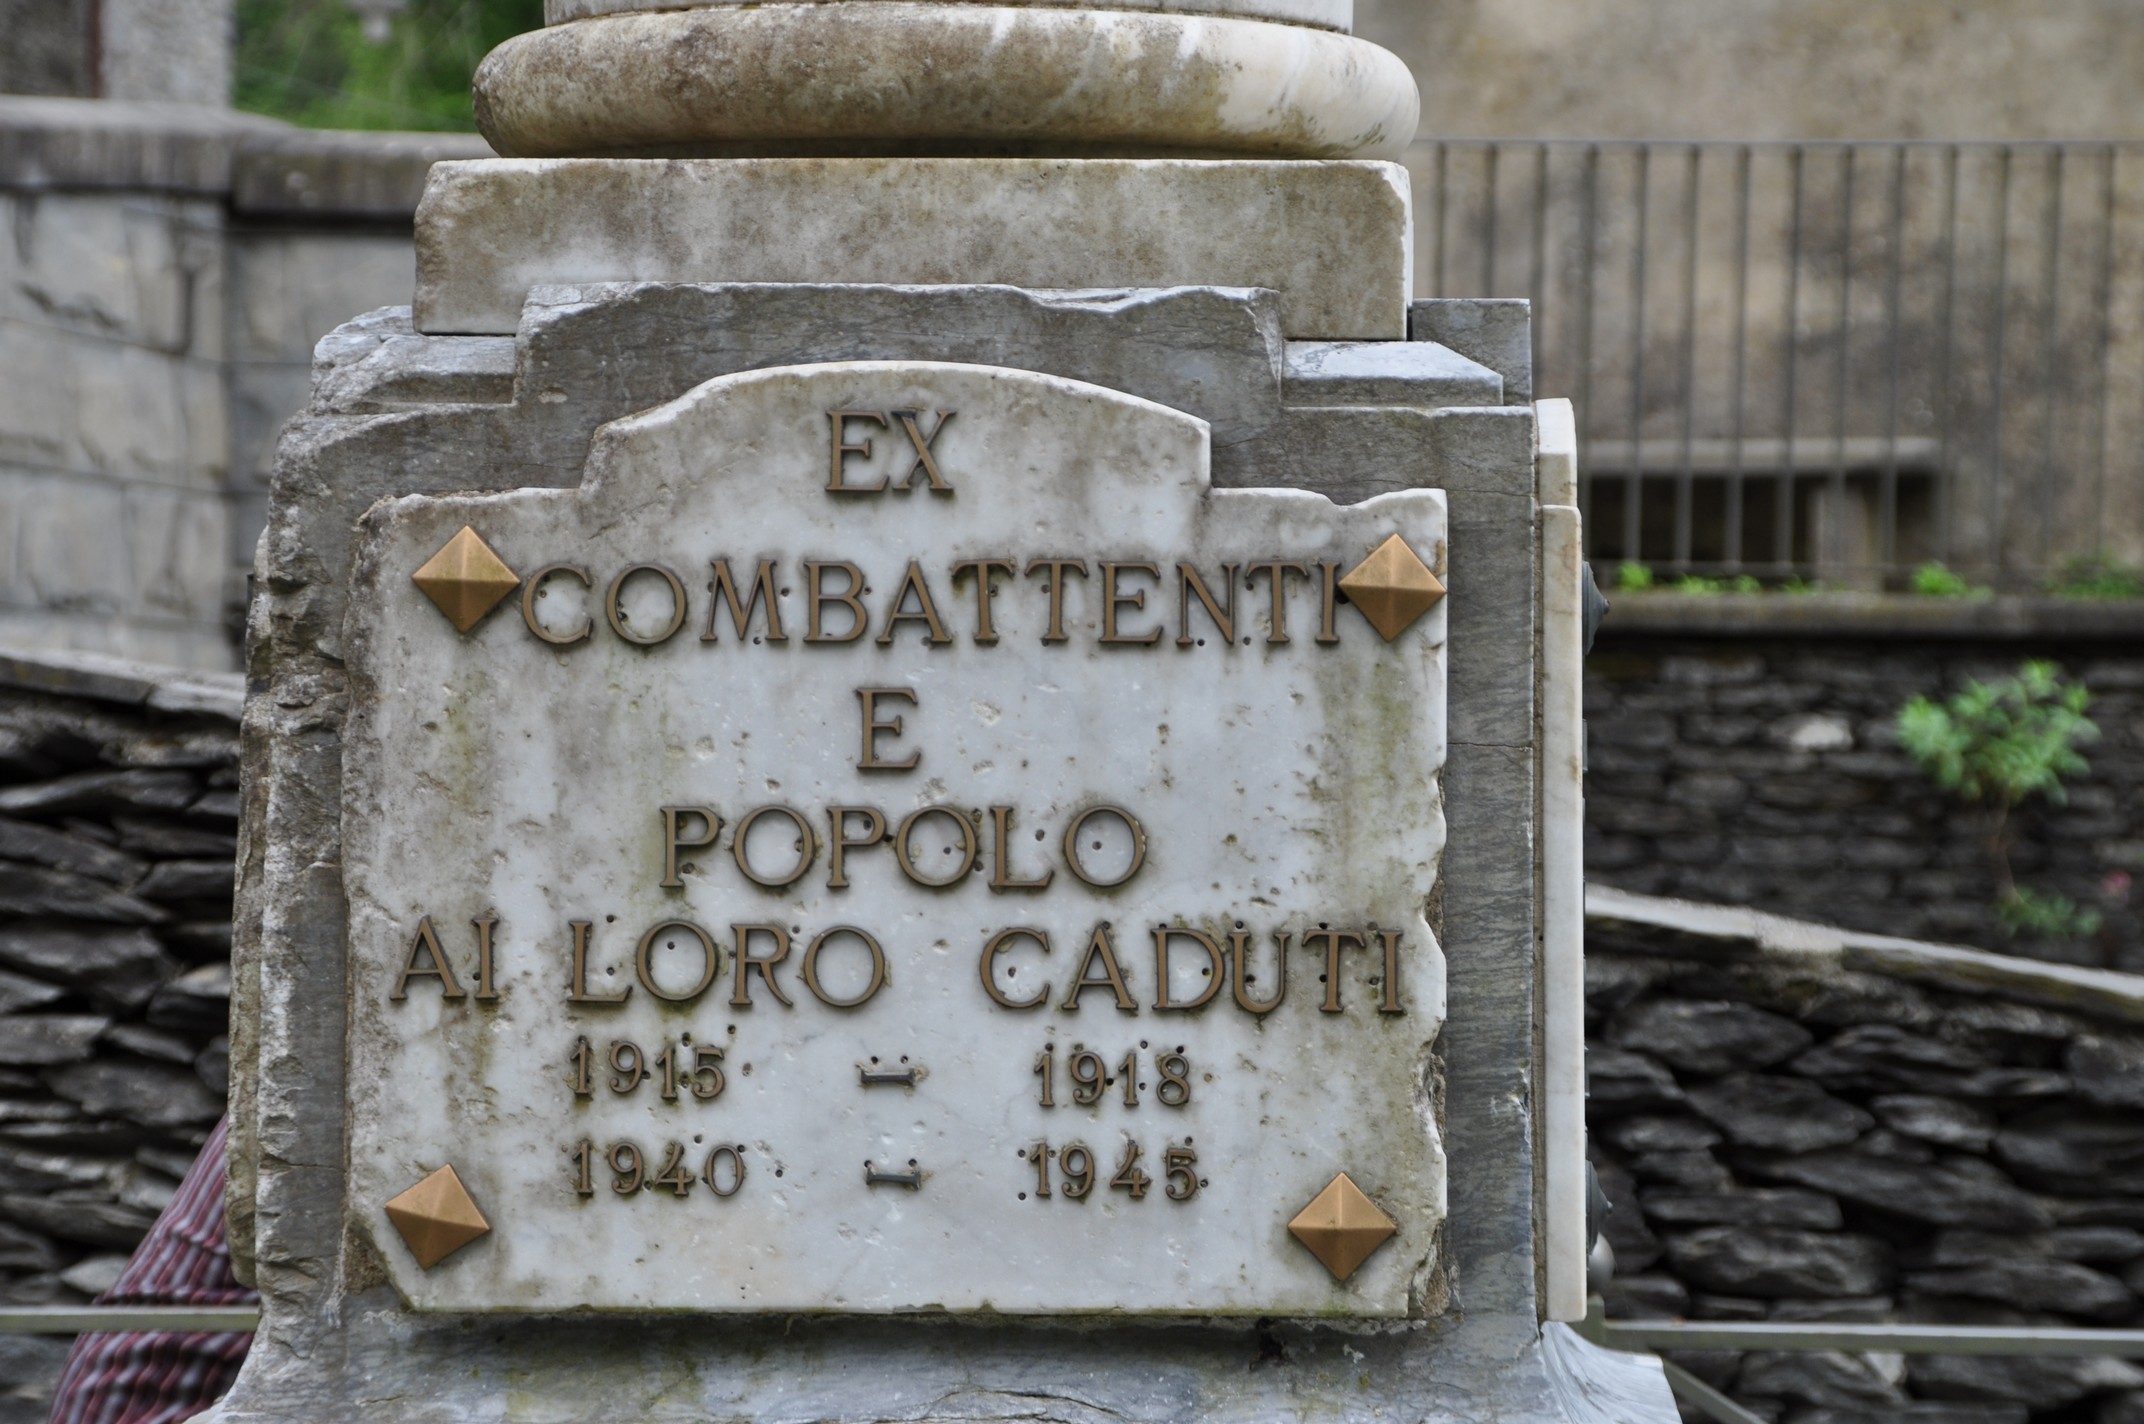 EX
COMBATTENTI
E
POPOLO
AI LORO CADUTI
1915 - 1918
1940 - 1945